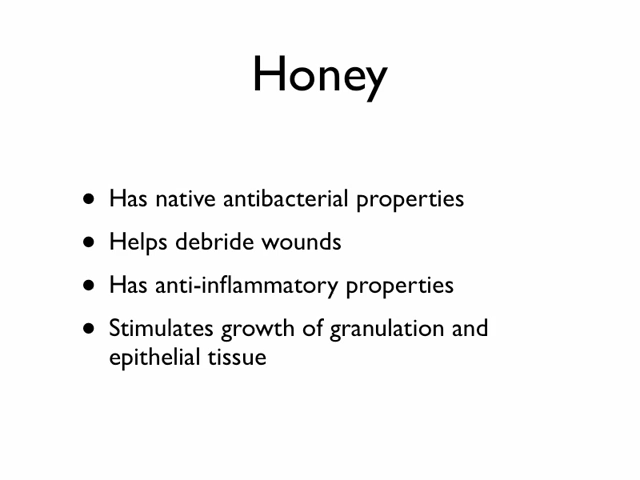 Honey
• Has native antibacterial properties
• Helps debride wounds
• Has anti-inflammatory properties
• Stimulates growth of granulation and
epithelial tissue